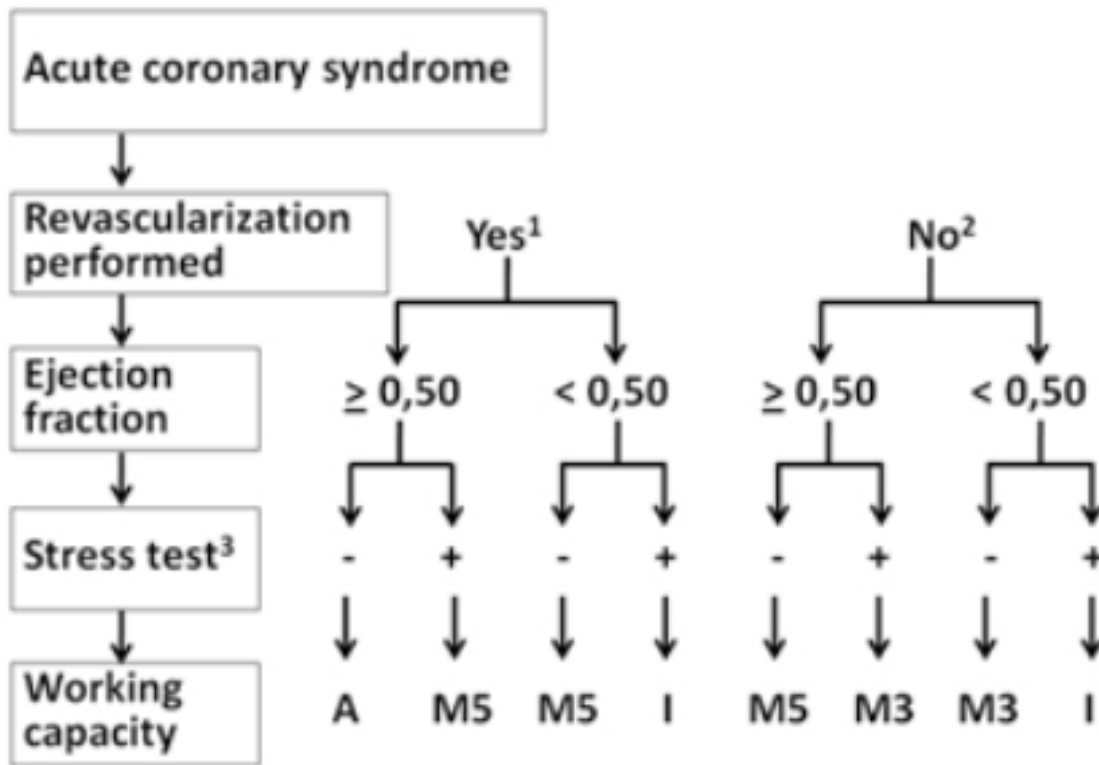 Acute coronary syndrome
Revascularization
performed
Yes¹
No²
Ejection
fraction
≥ 0,50
< 0,50
≥ 0,50
< 0,50
Stress test³
- + - + - + - +
Working
capacity
A M5 M5 I M5 M3 M3 I